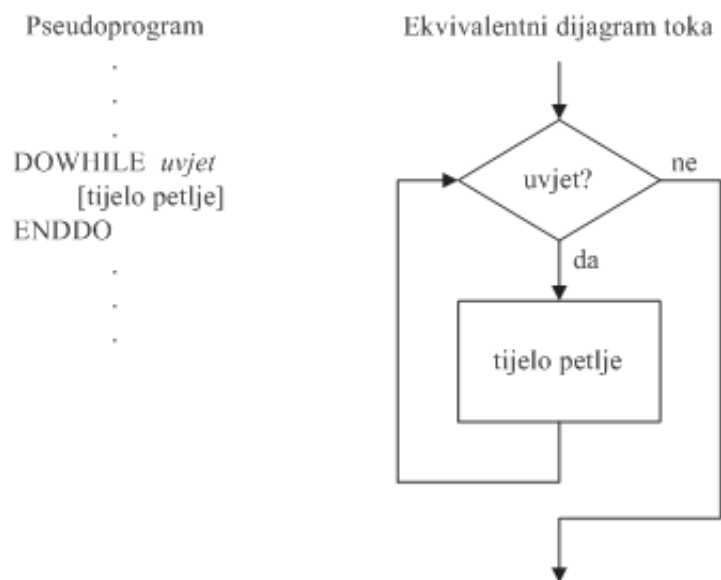 Pseudoprogram
.
.
.
DOWHILE uvjet
[tijelo petlje]
ENDDO
.
.
.
Ekvivalentni dijagram toka
uvjet?
ne
da
tijelo petlje